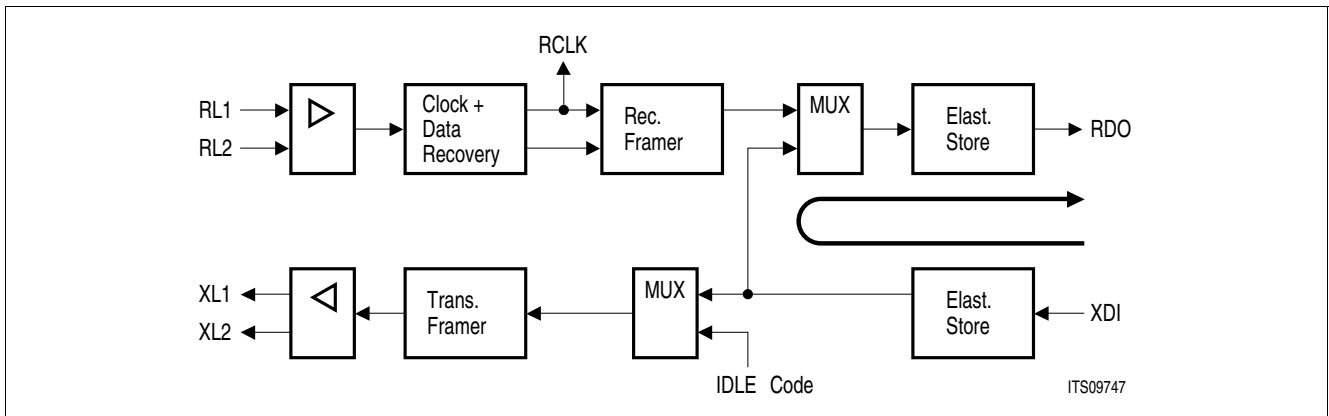 RCLK
RL1
RL2
Clock +
Data
Recovery
Rec.
Framer
MUX
Elast.
Store
RDO
XL1
XL2
Trans.
Framer
MUX
Elast.
Store
XDI
IDLE Code
ITS09747